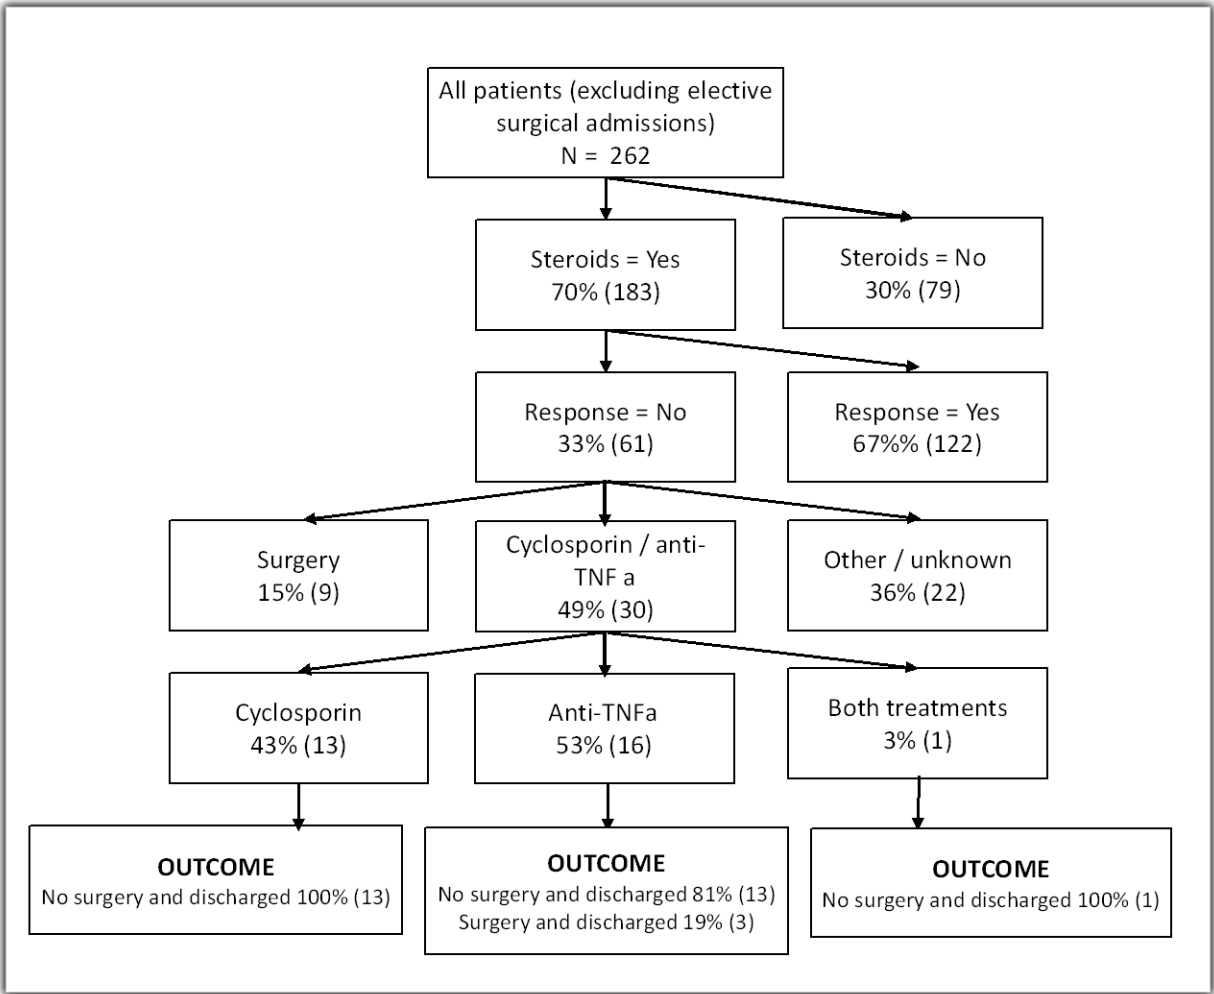 All patients (excluding elective
surgical admissions)
N = 262
Steroids = Yes
70% (183)
Steroids = No
30% (79)
Response = No
33% (61)
Response = Yes
67%% (122)
Surgery
15% (9)
Cyclosporin / anti-
TNF a
49% (30)
Other / unknown
36% (22)
Cyclosporin
43% (13)
Anti-TNFa
53% (16)
Both treatments
3% (1)
OUTCOME
No surgery and discharged 100% (13)
OUTCOME
No surgery and discharged 81% (13)
Surgery and discharged 19% (3)
OUTCOME
No surgery and discharged 100% (1)